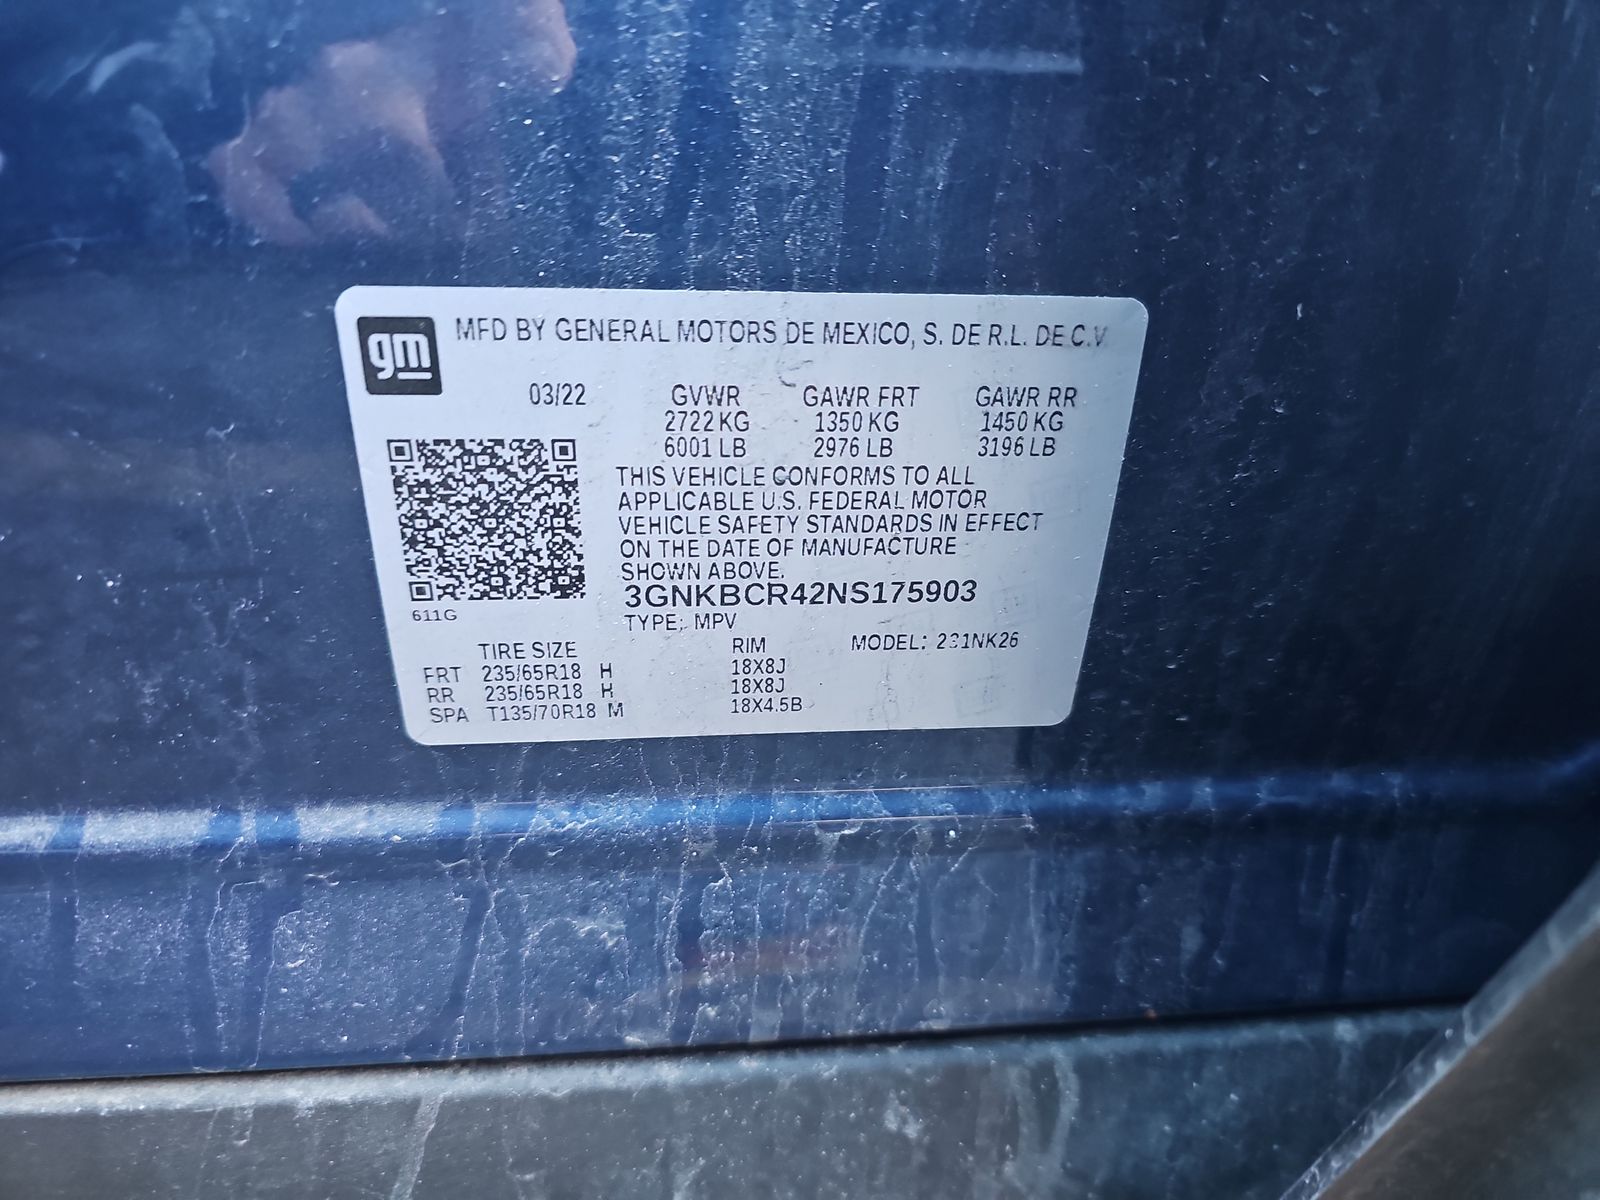 gm
MFD BY GENERAL MOTORS DE MEXICO, S. DE R.L. DE C.V.
03/22 GVWR GAWR FRT GAWR RR
2722 KG 1350 KG 1450 KG
6001 LB 2976 LB 3196 LB
THIS VEHICLE CONFORMS TO ALL
APPLICABLE U.S. FEDERAL MOTOR
VEHICLE SAFETY STANDARDS IN EFFECT
ON THE DATE OF MANUFACTURE
SHOWN ABOVE.
3GNKBCR42NS175903
611G
TYPE: MPV
TIRE SIZE RIM MODEL: 231NK26
FRT 235/65R18 H 18X8J
RR 235/65R18 H 18X8J
SPA T135/70R18 M 18X4.5B